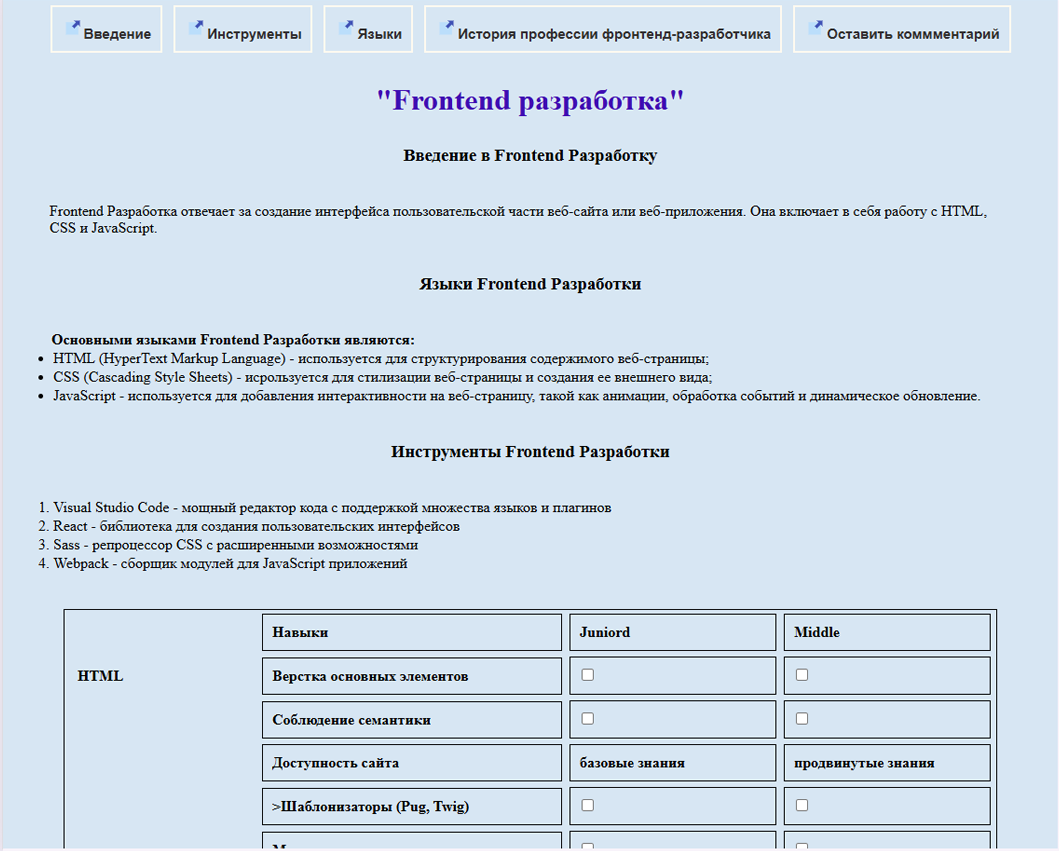 Введение Инструменты Языки История профессии фронтенд-разработчика Оставить коммментарий
"Frontend разработка"
Введение в Frontend Разработку
Frontend Разработка отвечает за создание интерфейса пользовательской части веб-сайта или веб-приложения. Она включает в себя работу с HTML,
CSS и JavaScript.
Языки Frontend Разработки
Основными языками Frontend Разработки являются:
• HTML (HyperText Markup Language) - используется для структурирования содержимого веб-страницы;
• CSS (Cascading Style Sheets) - исрользуется для стилизации веб-страницы и создания ее внешнего вида;
• JavaScript - используется для добавления интерактивности на веб-страницу, такой как анимации, обработка событий и динамическое обновление.
Инструменты Frontend Разработки
1. Visual Studio Code - мощный редактор кода с поддержкой множества языков и плагинов
2. React - библиотека для создания пользовательских интерфейсов
3. Sass - репроцессор CSS с расширенными возможностями
4. Webpack - сборщик модулей для JavaScript приложений
Навыки Juniord Middle
HTML Верстка основных элементов
Соблюдение семантики
Доступность сайта базовые знания продвинутые знания
>Шаблонизаторы (Pug, Twig)